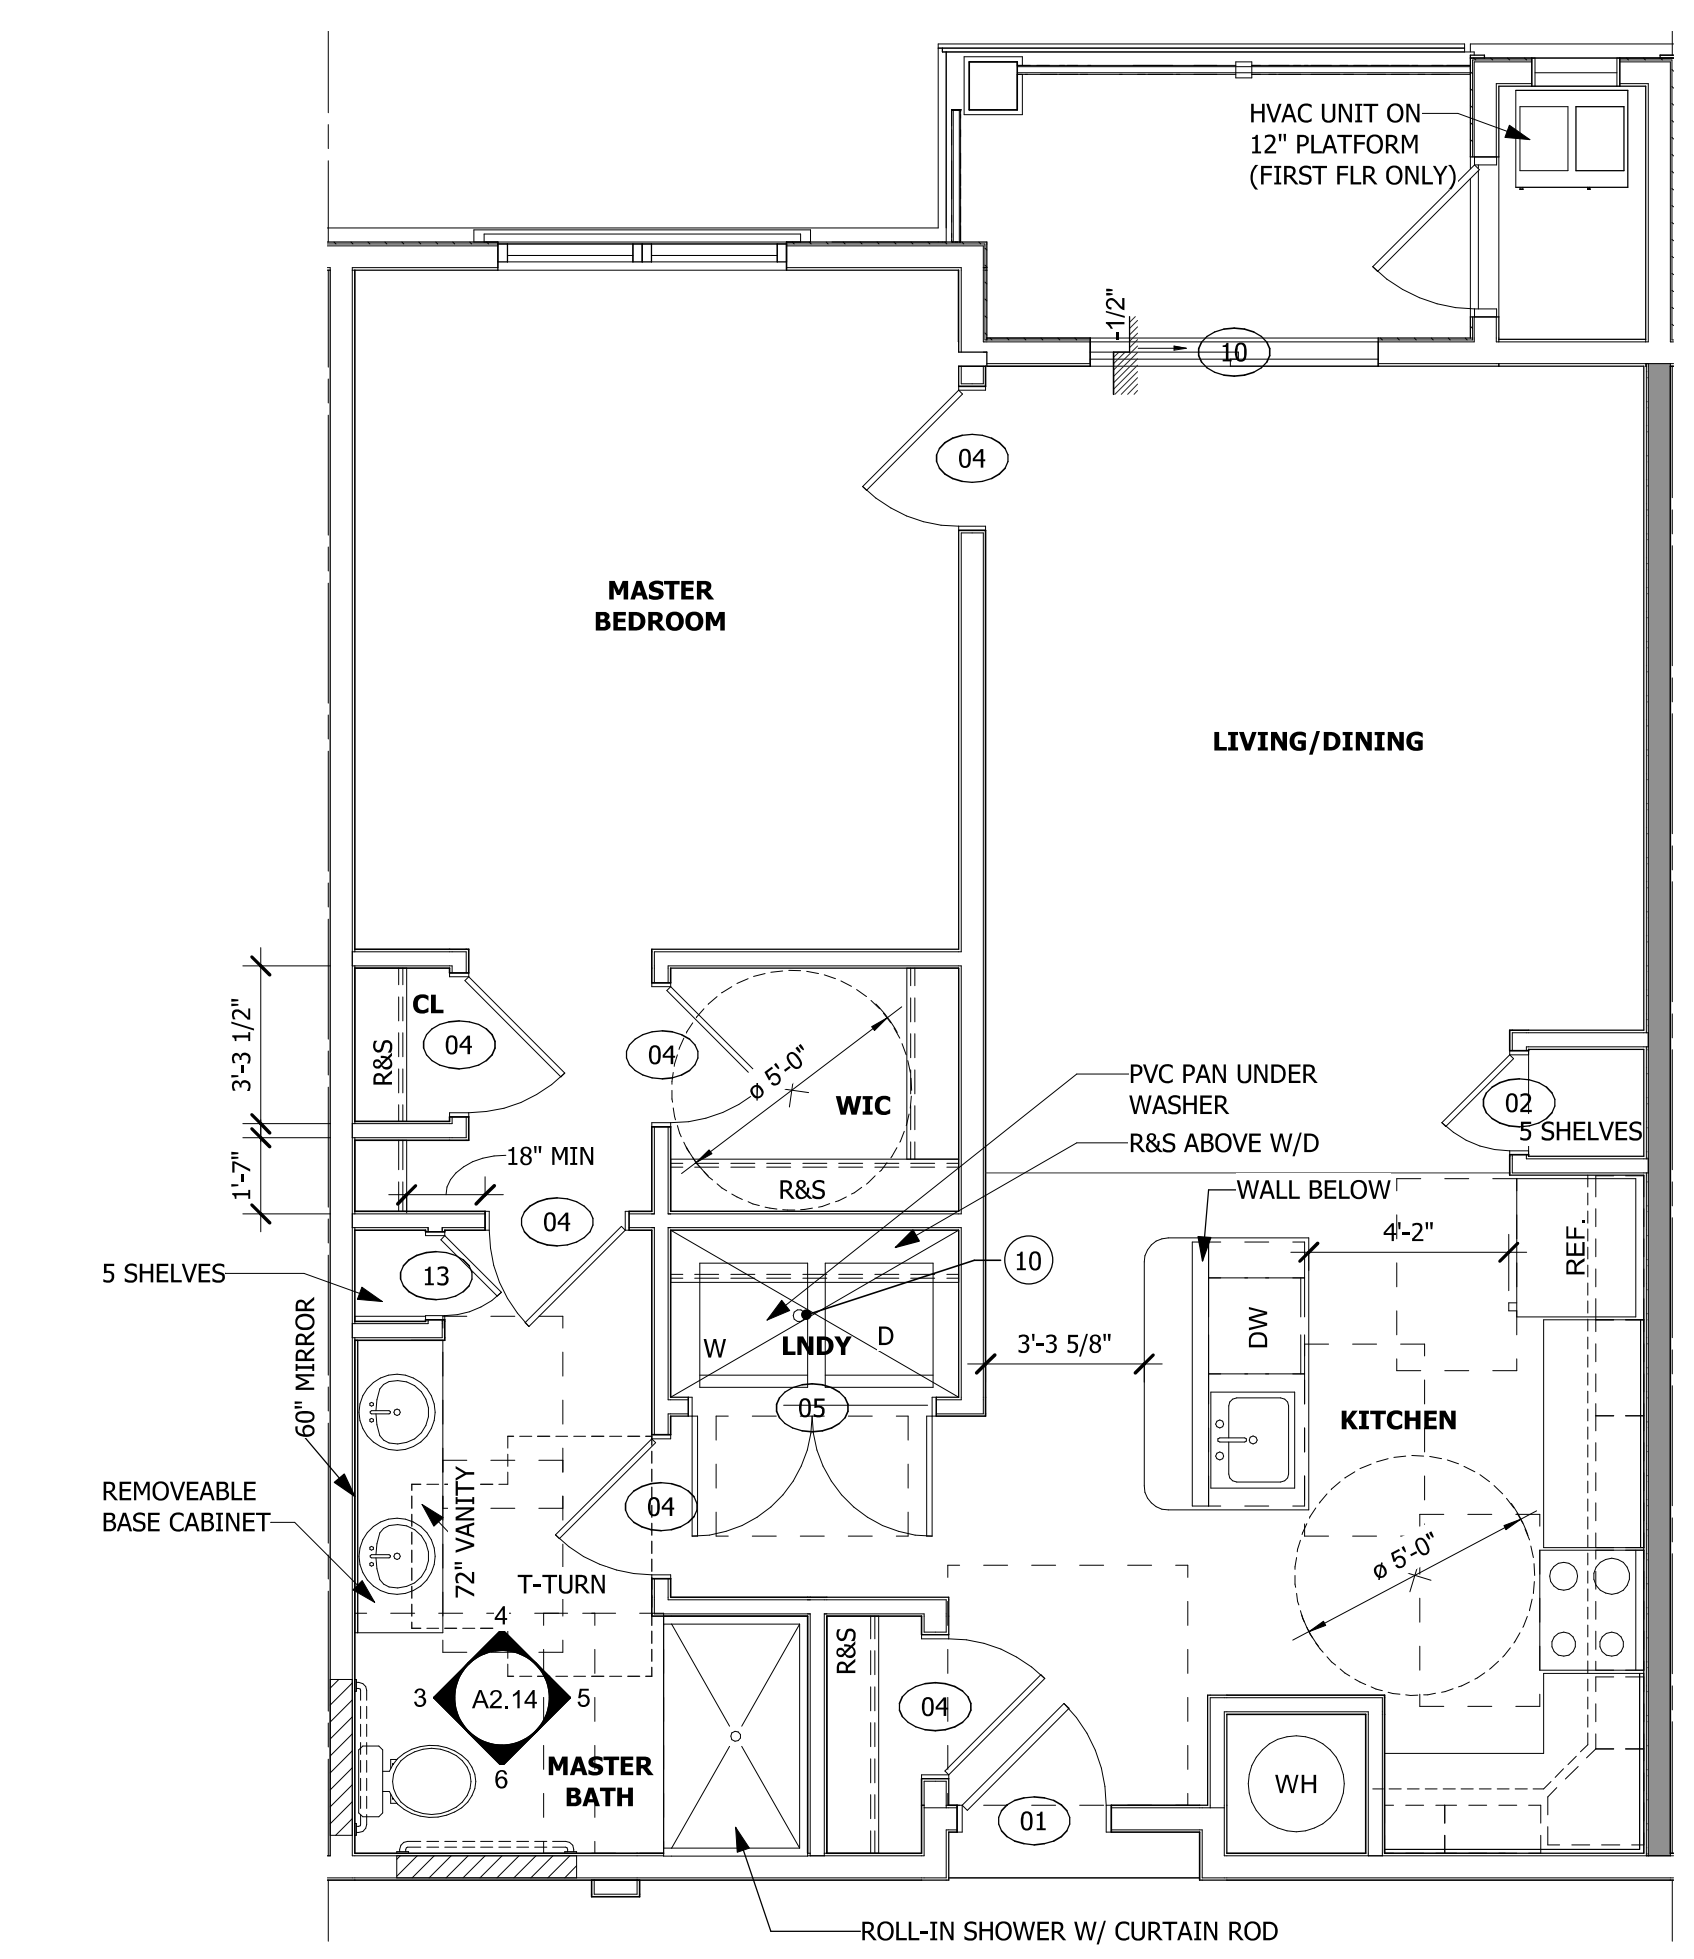 HVAC UNIT ON
12" PLATFORM
(FIRST FLR ONLY)
-1/2"
10
04
MASTER
BEDROOM
LIVING/DINING
CL
R&S
04
04
ø 5'-0"
WIC
R&S
3'-3 1/2"
1'-7"
18" MIN
04
PVC PAN UNDER
WASHER
R&S ABOVE W/D
02
5 SHELVES
WALL BELOW
4'-2"
REF.
10
5 SHELVES
13
60" MIRROR
W
LNDY
D
05
3'-3 5/8"
DW
KITCHEN
REMOVEABLE
BASE CABINET
72" VANITY
04
T-TURN
ø 5'-0"
4
3
A2.14
5
6
MASTER
BATH
R&S
04
01
WH
ROLL-IN SHOWER W/ CURTAIN ROD